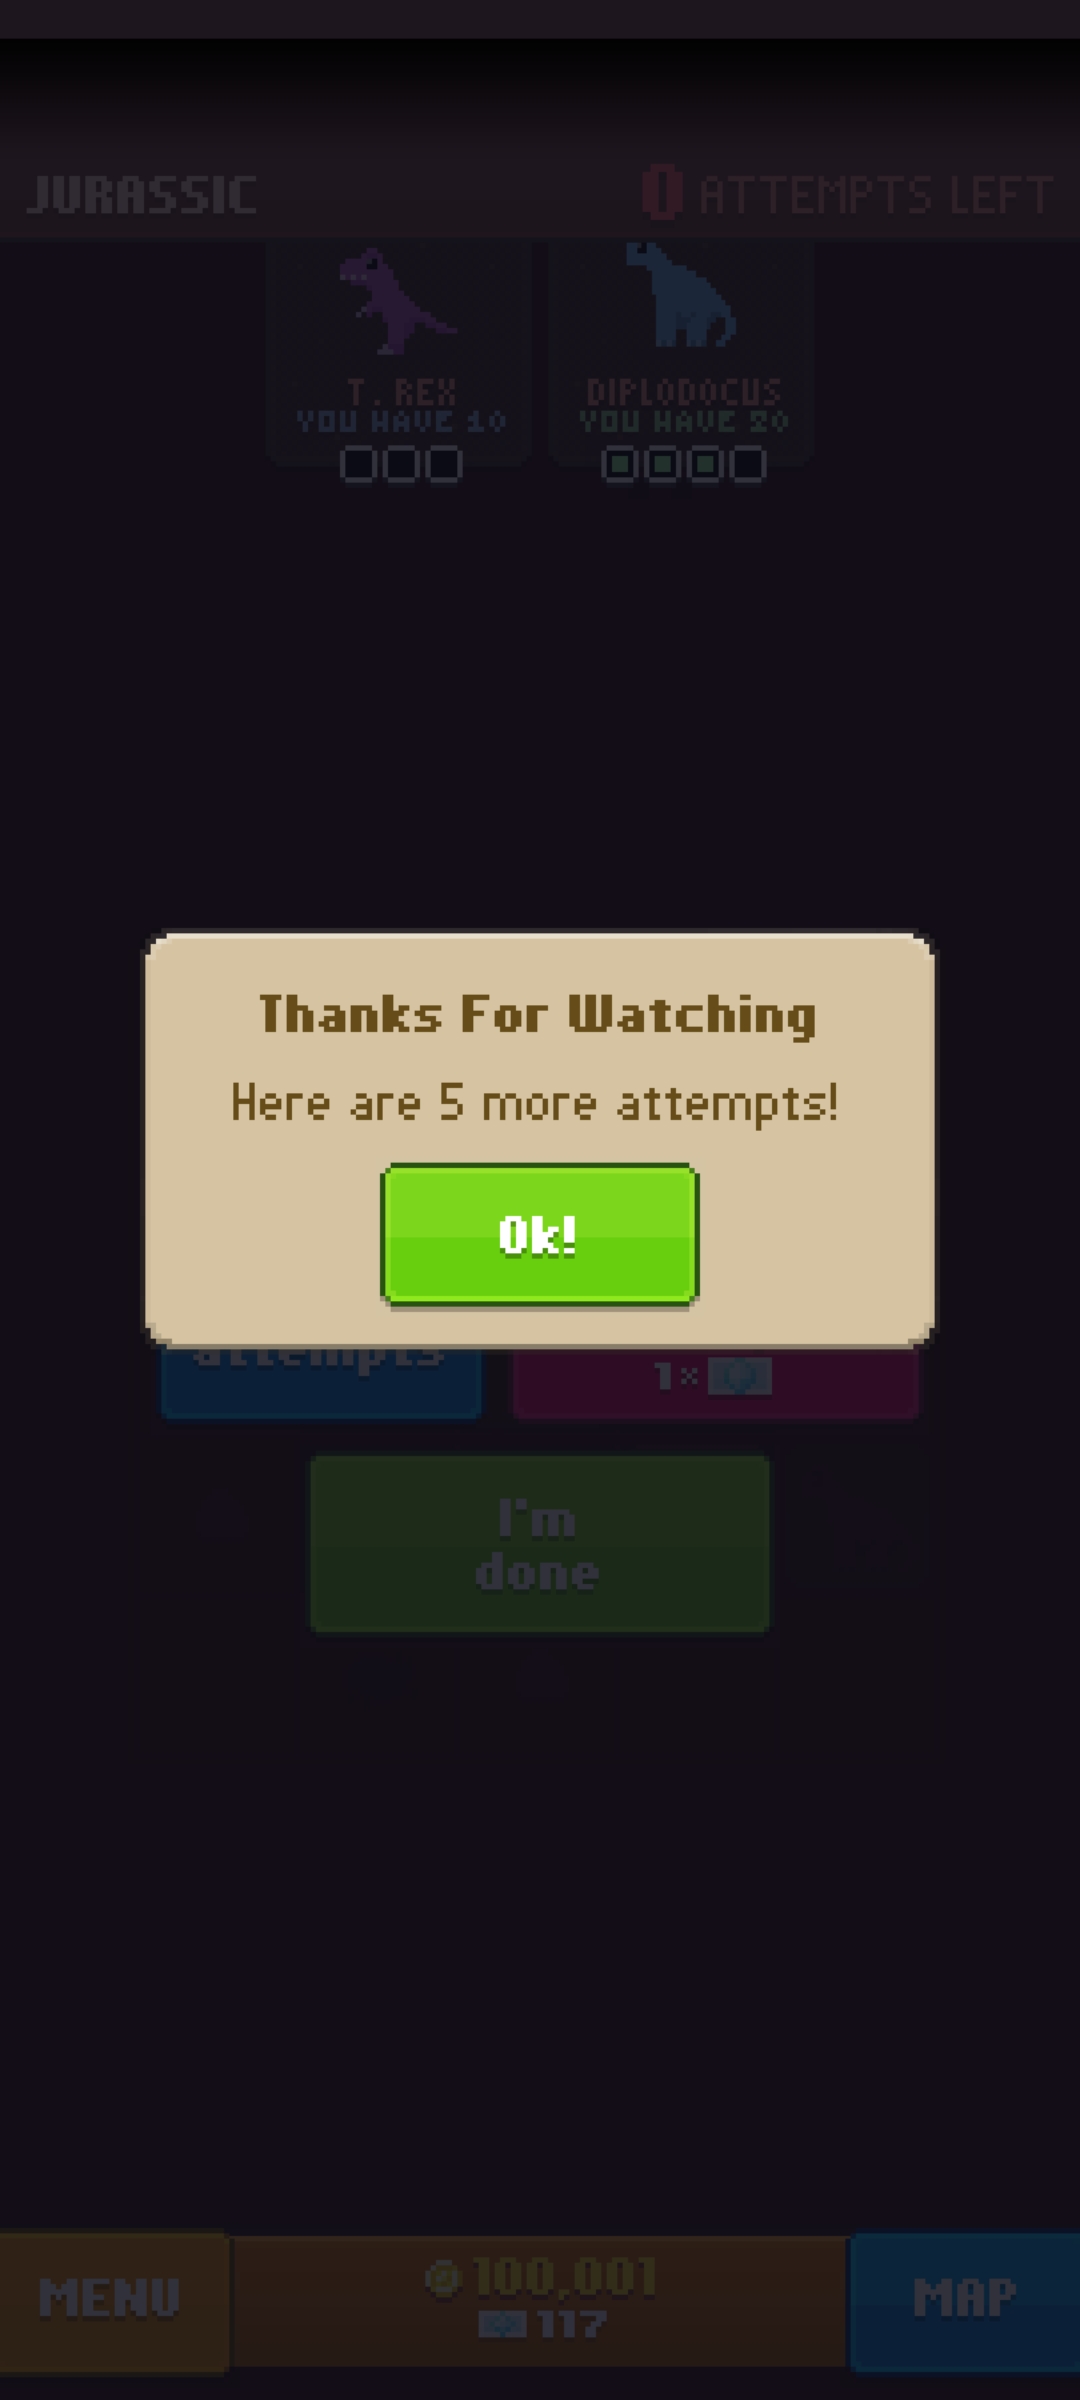 JURASSIC
0 ATTEMPTS LEFT
T. REX
YOU HAVE 10
DIPLODOCUS
YOU HAVE 20
Thanks For Watching
Here are 5 more attempts!
Ok!
attempts
1×
I'm
done
MENU
100,001
117
MAP